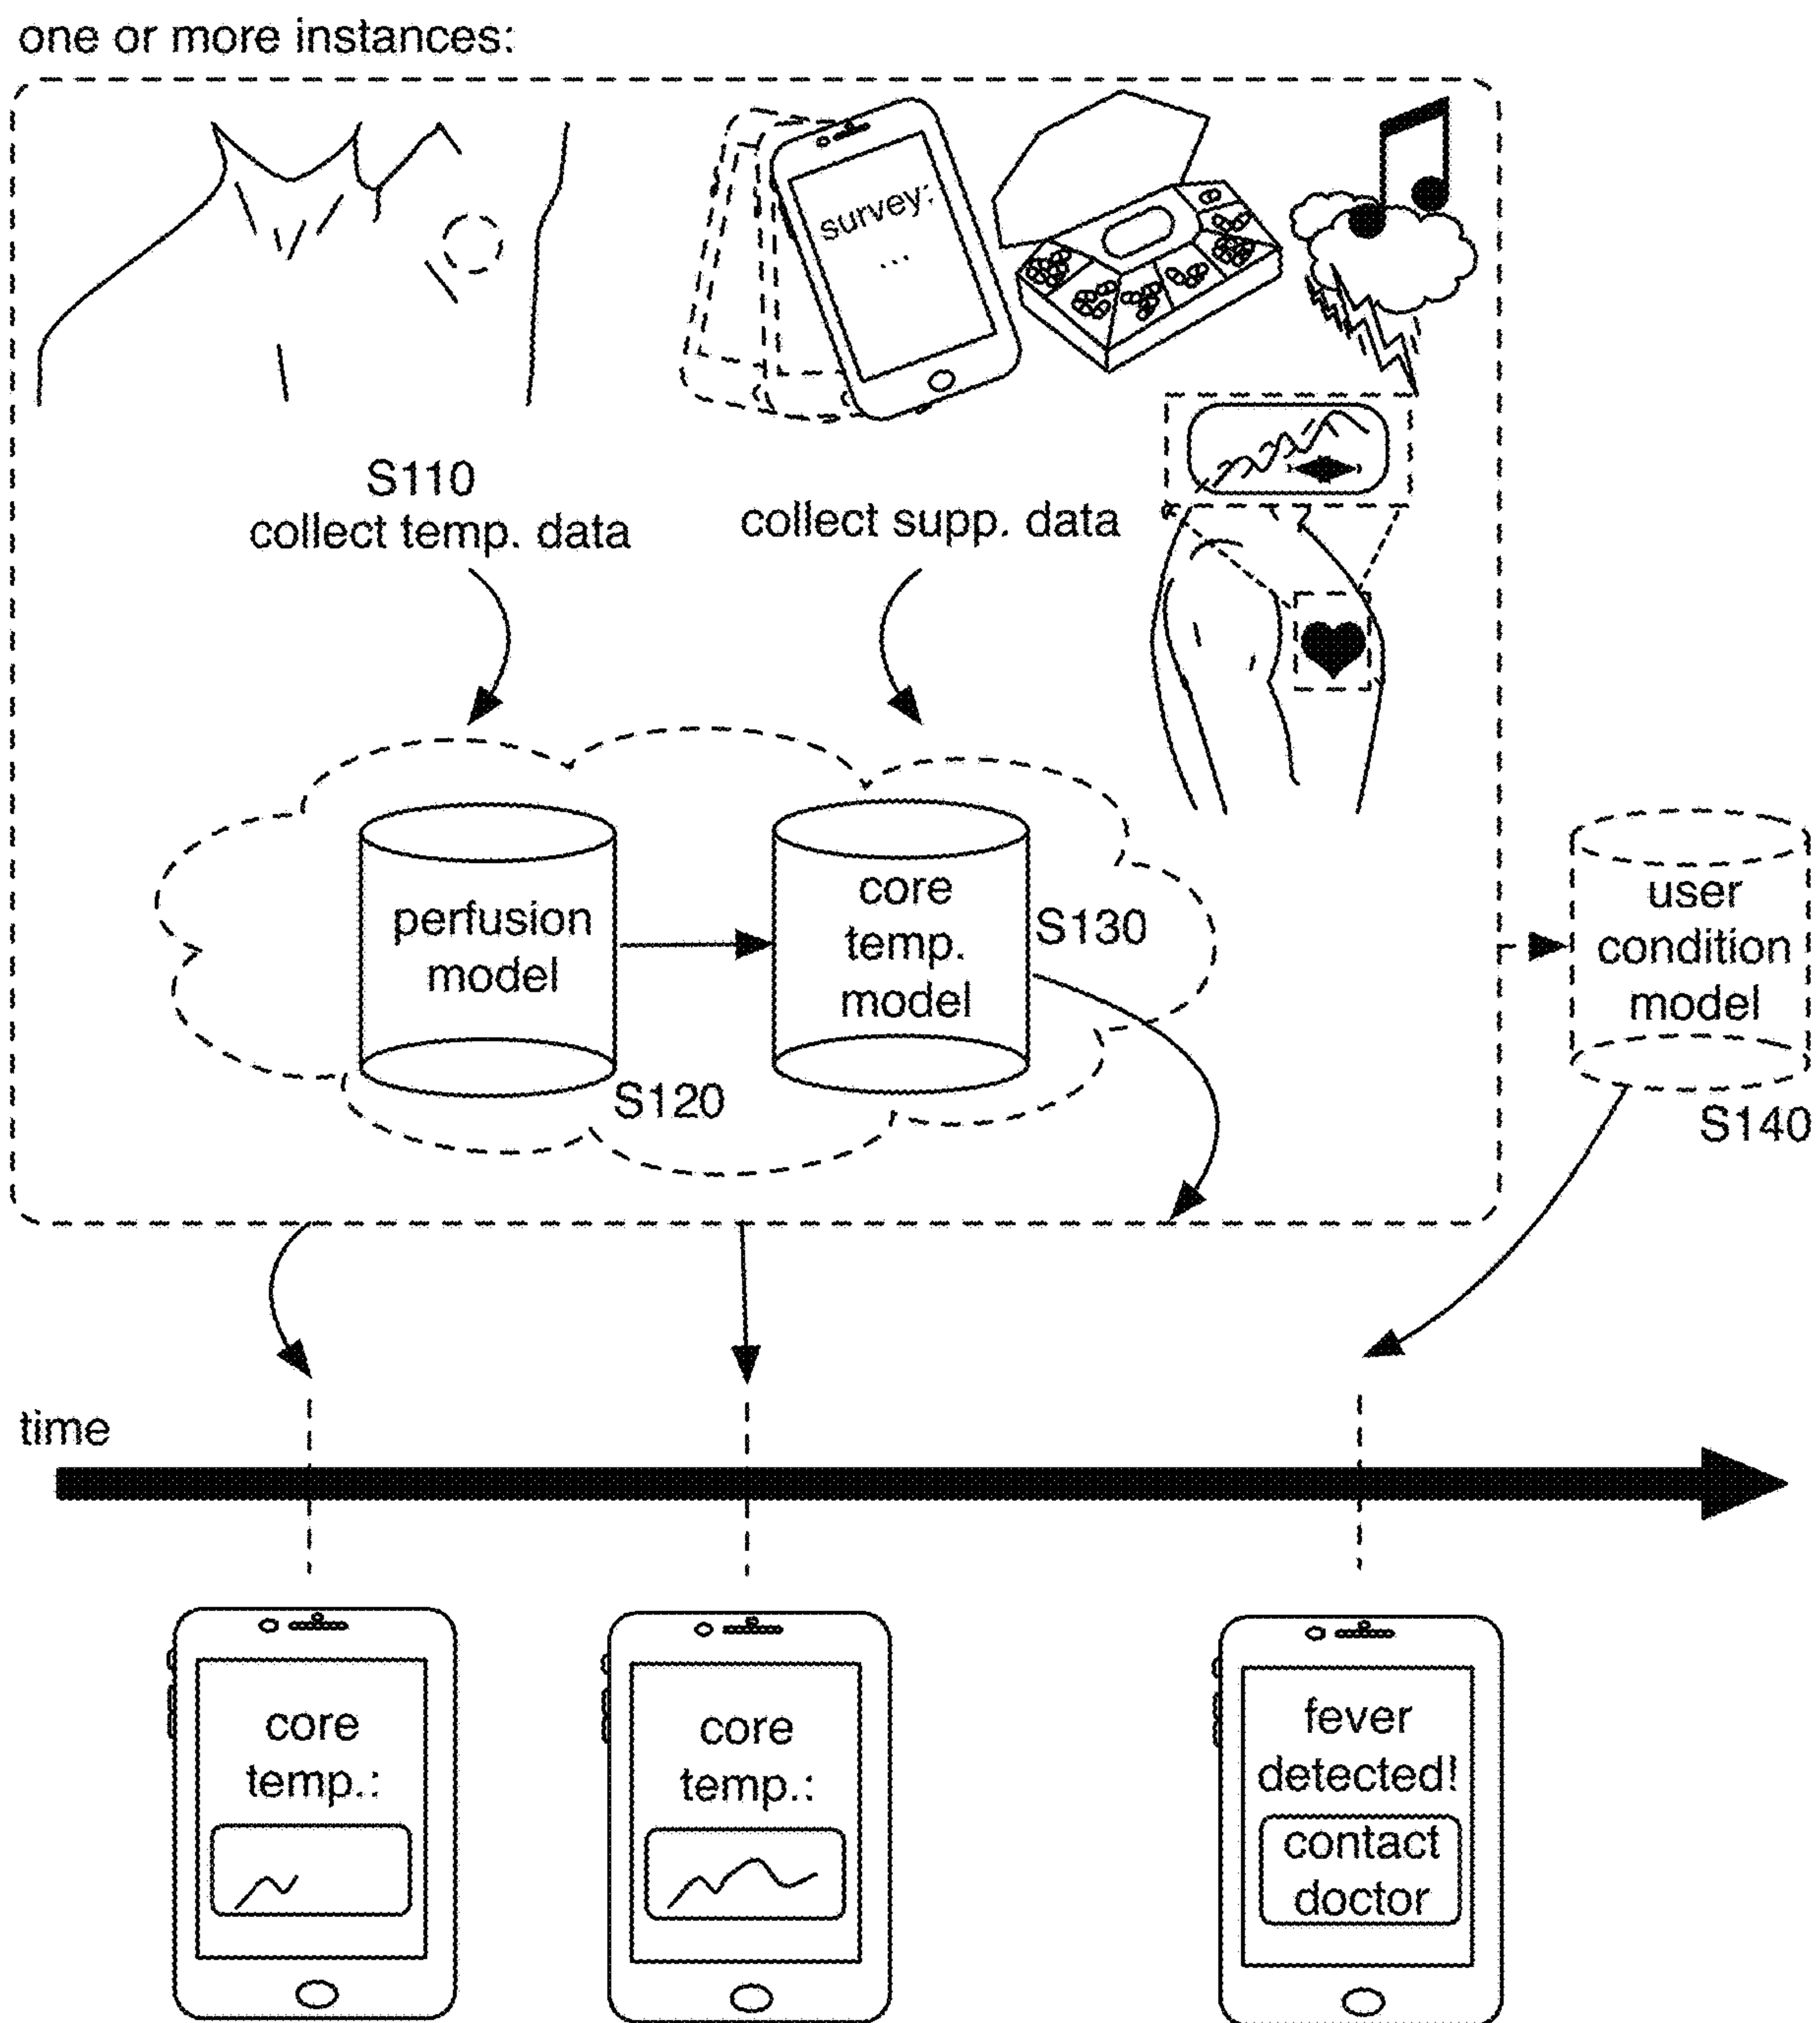 one or more instances:
survey:
...
S110
collect temp. data
collect supp. data
perfusion
model
S120
core
temp.
model
S130
user
condition
model
S140
time
core
temp.:
core
temp.:
fever
detected!
contact
doctor